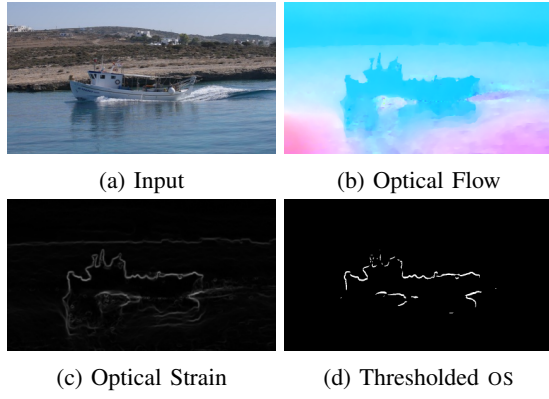 (a) Input
(b) Optical Flow
(c) Optical Strain
(d) Thresholded OS